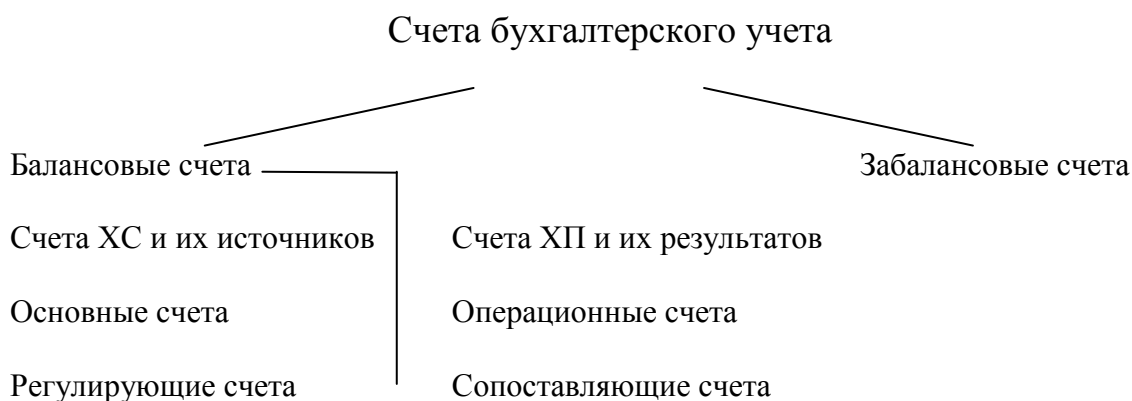 Счета бухгалтерского учета
Балансовые счета Забалансовые счета
Счета ХС и их источников Счета ХП и их результатов
Основные счета Операционные счета
Регулирующие счета Сопоставляющие счета